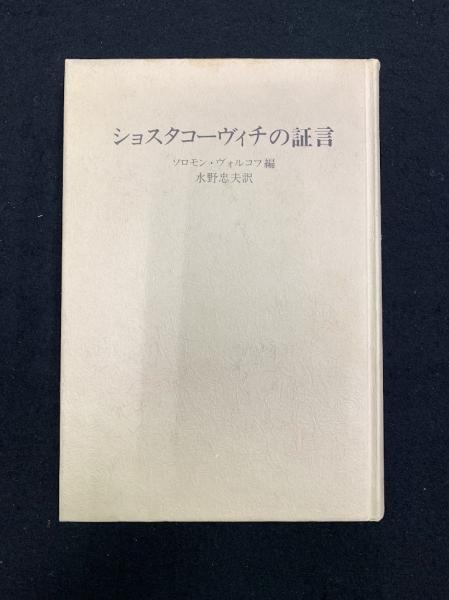 ショスタコーヴィチの証言
ソロモン・ヴォルコフ編
水野忠夫訳